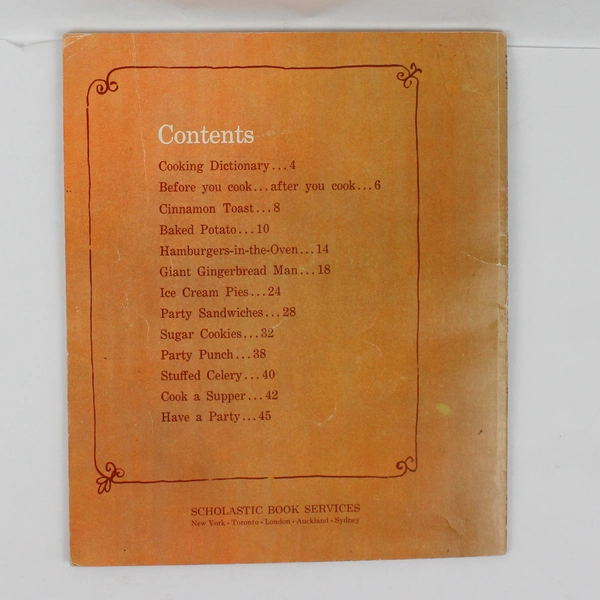 Contents
Cooking Dictionary...4
Before you cook...after you cook...6
Cinnamon Toast...8
Baked Potato...10
Hamburgers-in-the-Oven...14
Giant Gingerbread Man...18
Ice Cream Pies...24
Party Sandwiches...28
Sugar Cookies...32
Party Punch...38
Stuffed Celery...40
Cook a Supper...42
Have a Party...45
SCHOLASTIC BOOK SERVICES
New York • Toronto • London • Auckland • Sydney